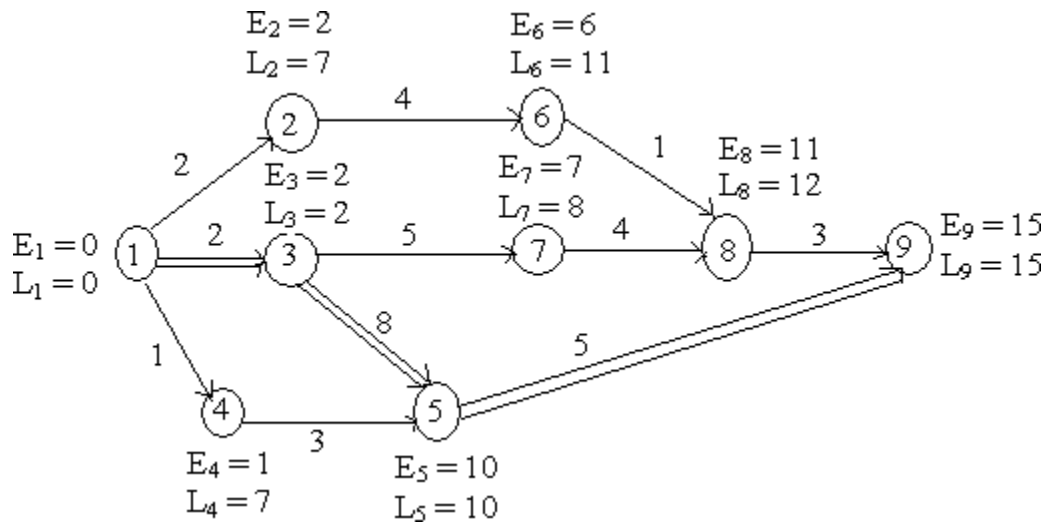 E₂ = 2
L₂ = 7
E₆ = 6
L₆ = 11
4
2
6
1
2
E₈ = 11
L₈ = 12
E₃ = 2
L₃ = 2
E₇ = 7
L₇ = 8
E₁ = 0
L₁ = 0
1
2
3
5
7
4
8
3
9
E₉ = 15
L₉ = 15
8
5
1
4
3
5
E₄ = 1
L₄ = 7
E₅ = 10
L₅ = 10